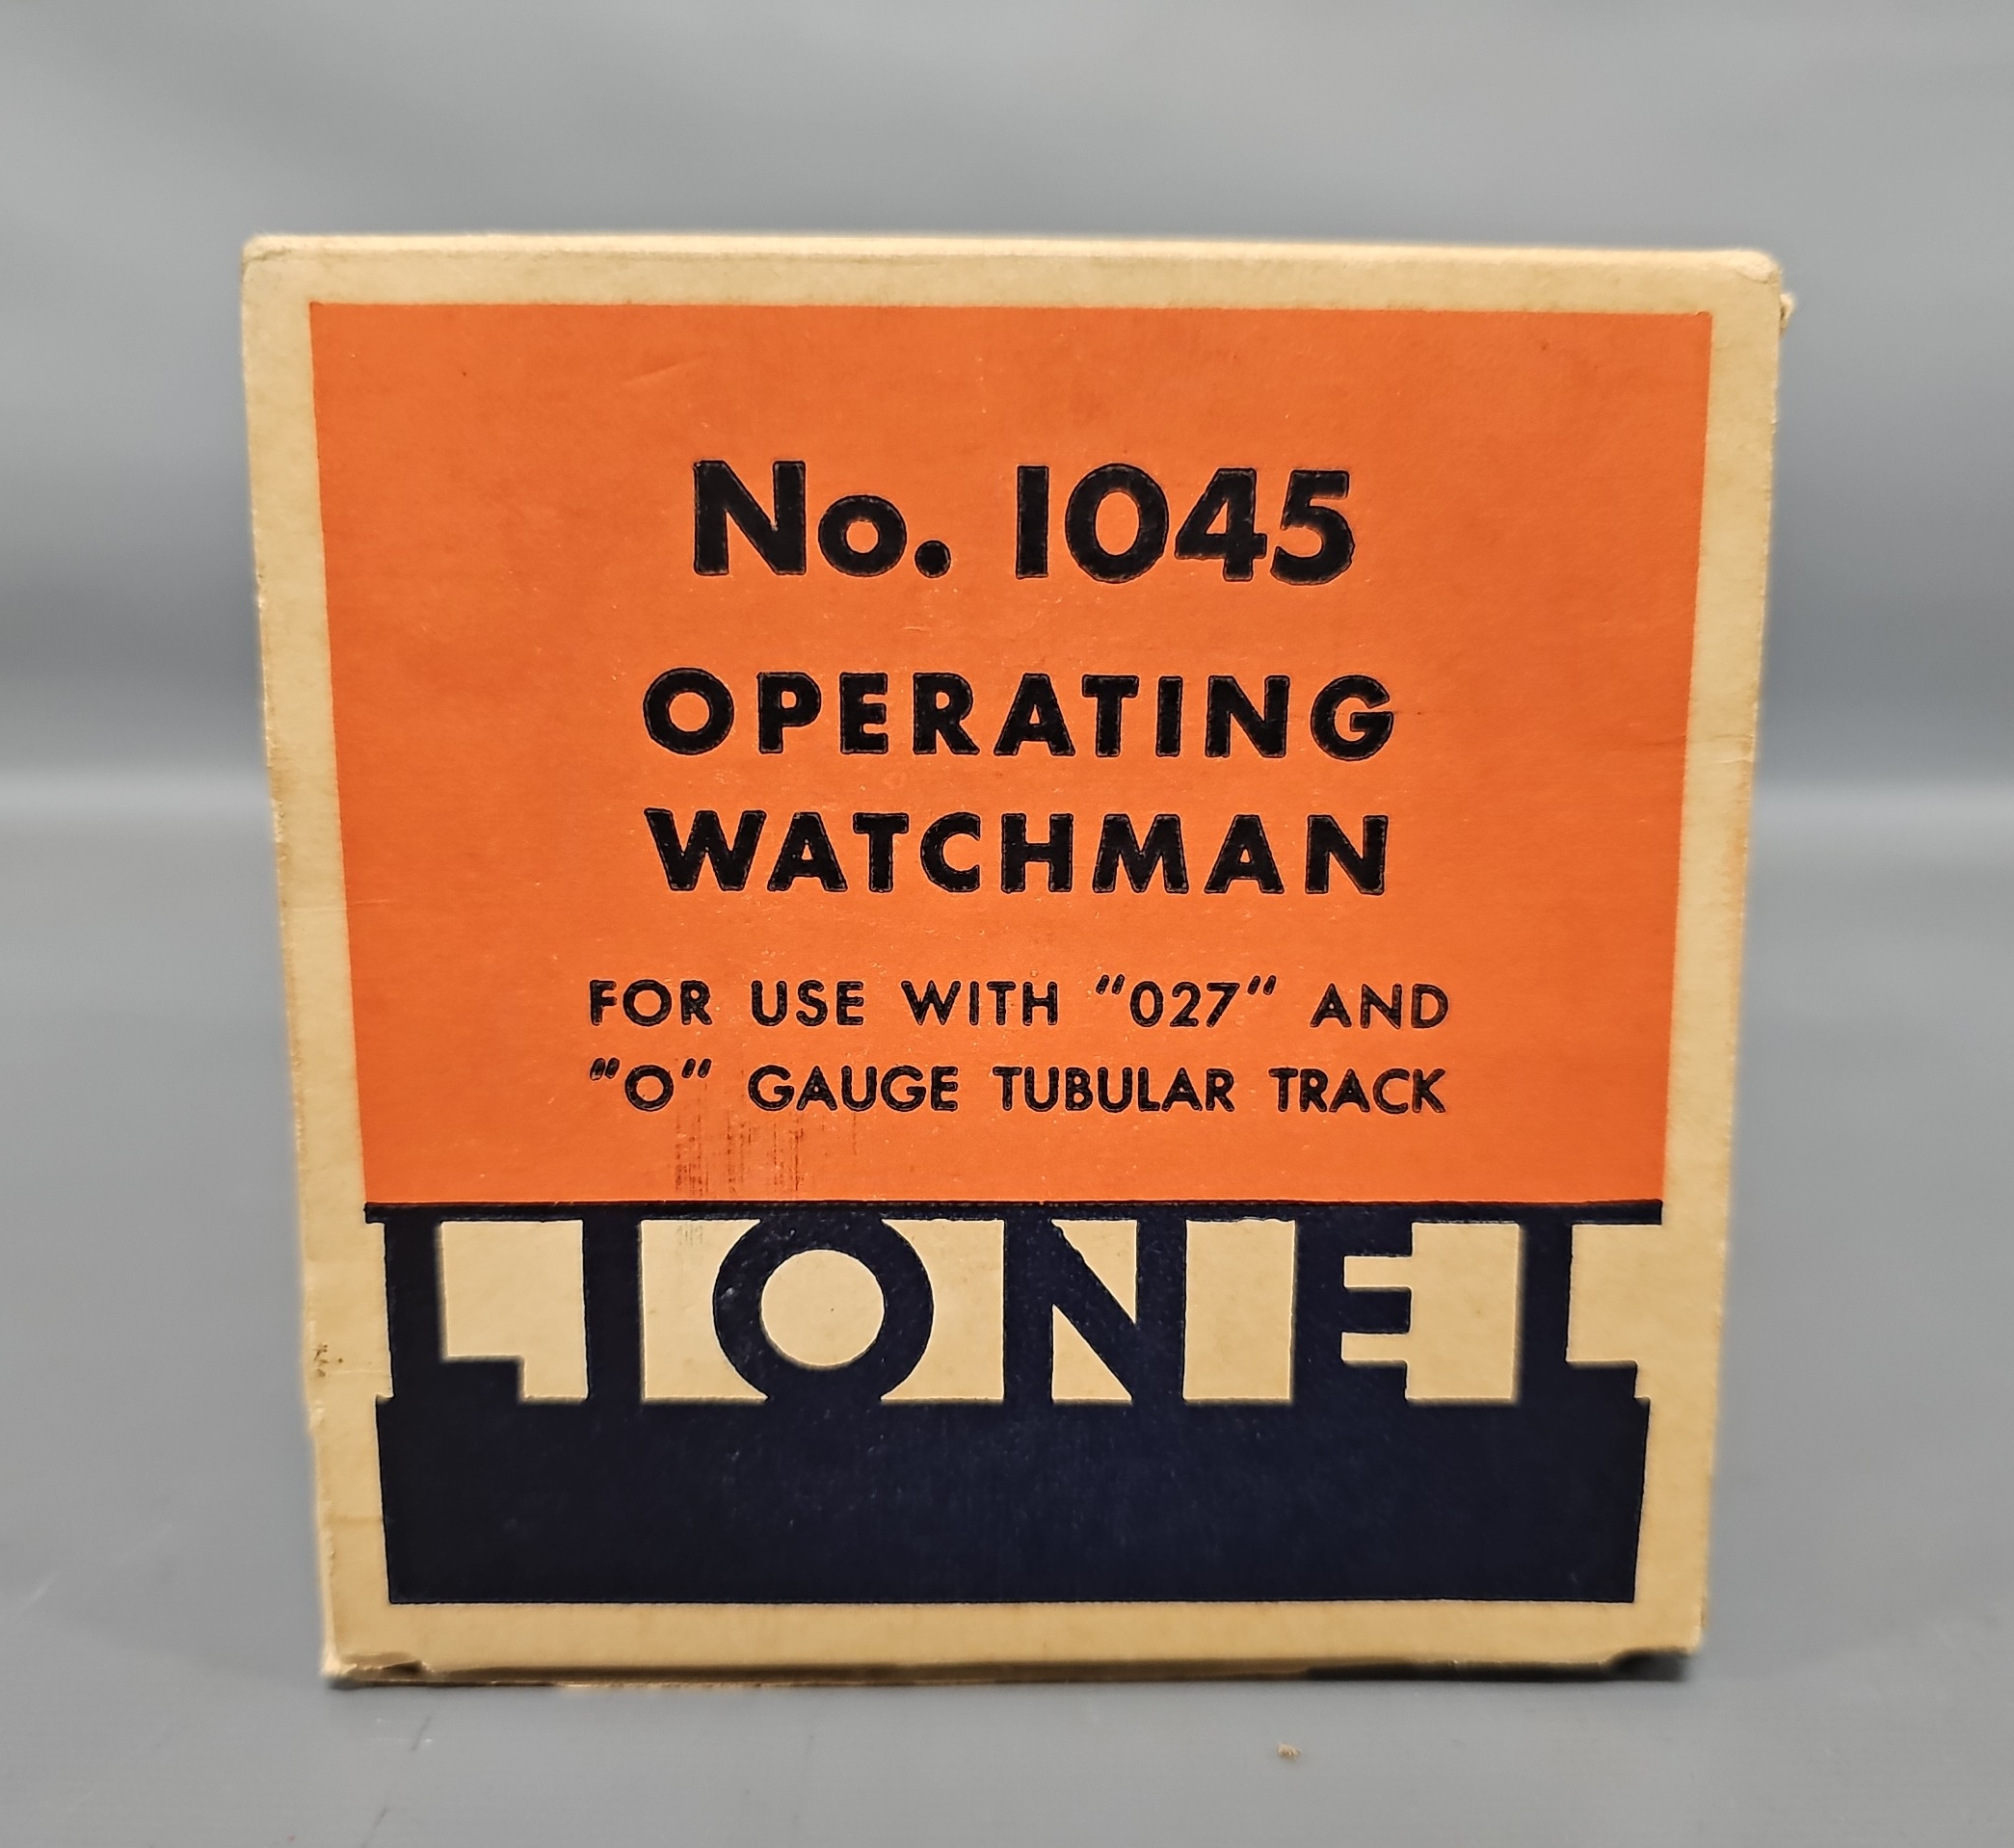 No. 1045
OPERATING
WATCHMAN
FOR USE WITH "027" AND
"O" GAUGE TUBULAR TRACK
LIONEL